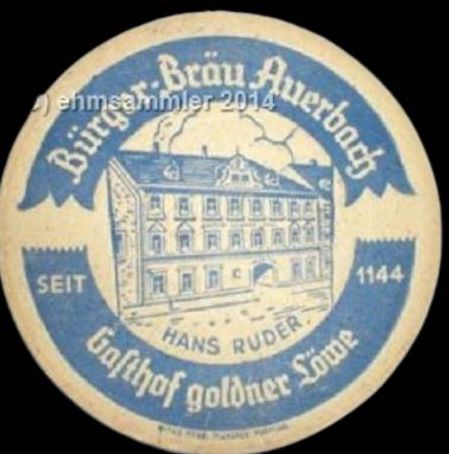 Bürger-Bräu Auerbach
ehmsammler 2014
SEIT 1144
HANS RUDER.
Gasthof goldner Löwe